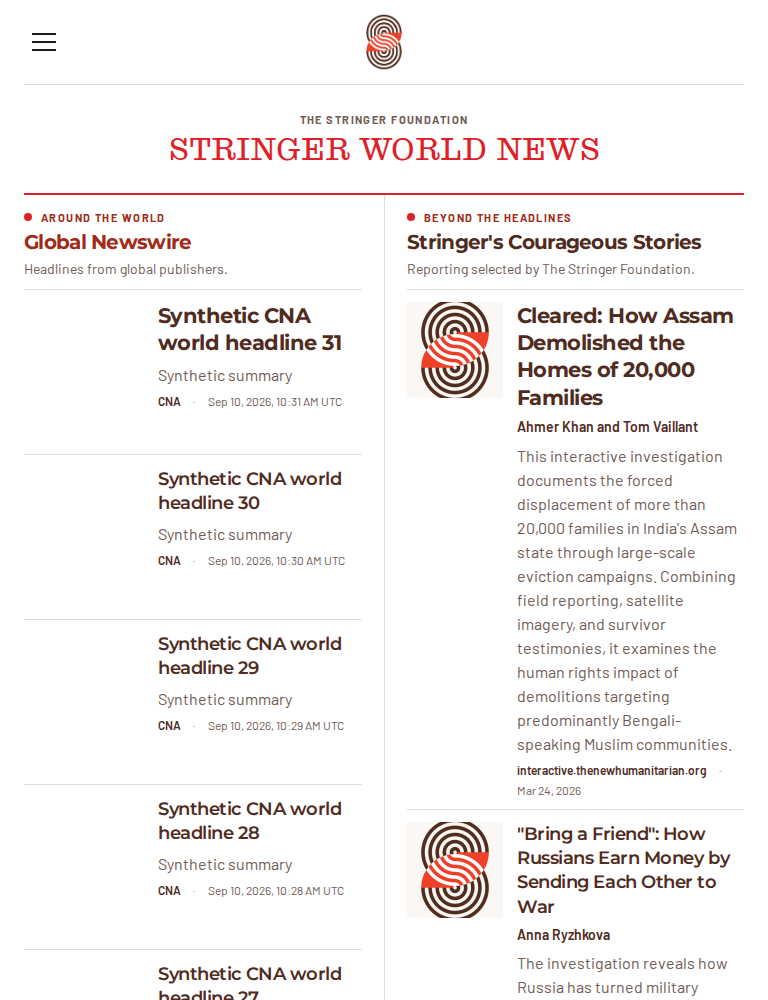 THE STRINGER FOUNDATION
STRINGER WORLD NEWS
AROUND THE WORLD
Global Newswire
Headlines from global publishers.
Synthetic CNA
world headline 31
Synthetic summary
CNA · Sep 10, 2026, 10:31 AM UTC
Synthetic CNA world
headline 30
Synthetic summary
CNA · Sep 10, 2026, 10:30 AM UTC
Synthetic CNA world
headline 29
Synthetic summary
CNA · Sep 10, 2026, 10:29 AM UTC
Synthetic CNA world
headline 28
Synthetic summary
CNA · Sep 10, 2026, 10:28 AM UTC
Synthetic CNA world
headline 27
BEYOND THE HEADLINES
Stringer's Courageous Stories
Reporting selected by The Stringer Foundation.
Cleared: How Assam
Demolished the
Homes of 20,000
Families
Ahmer Khan and Tom Vaillant
This interactive investigation
documents the forced
displacement of more than
20,000 families in India's Assam
state through large-scale
eviction campaigns. Combining
field reporting, satellite
imagery, and survivor
testimonies, it examines the
human rights impact of
demolitions targeting
predominantly Bengali-
speaking Muslim communities.
interactive.thenewhumanitarian.org ·
Mar 24, 2026
"Bring a Friend": How
Russians Earn Money by
Sending Each Other to
War
Anna Ryzhkova
The investigation reveals how
Russia has turned military